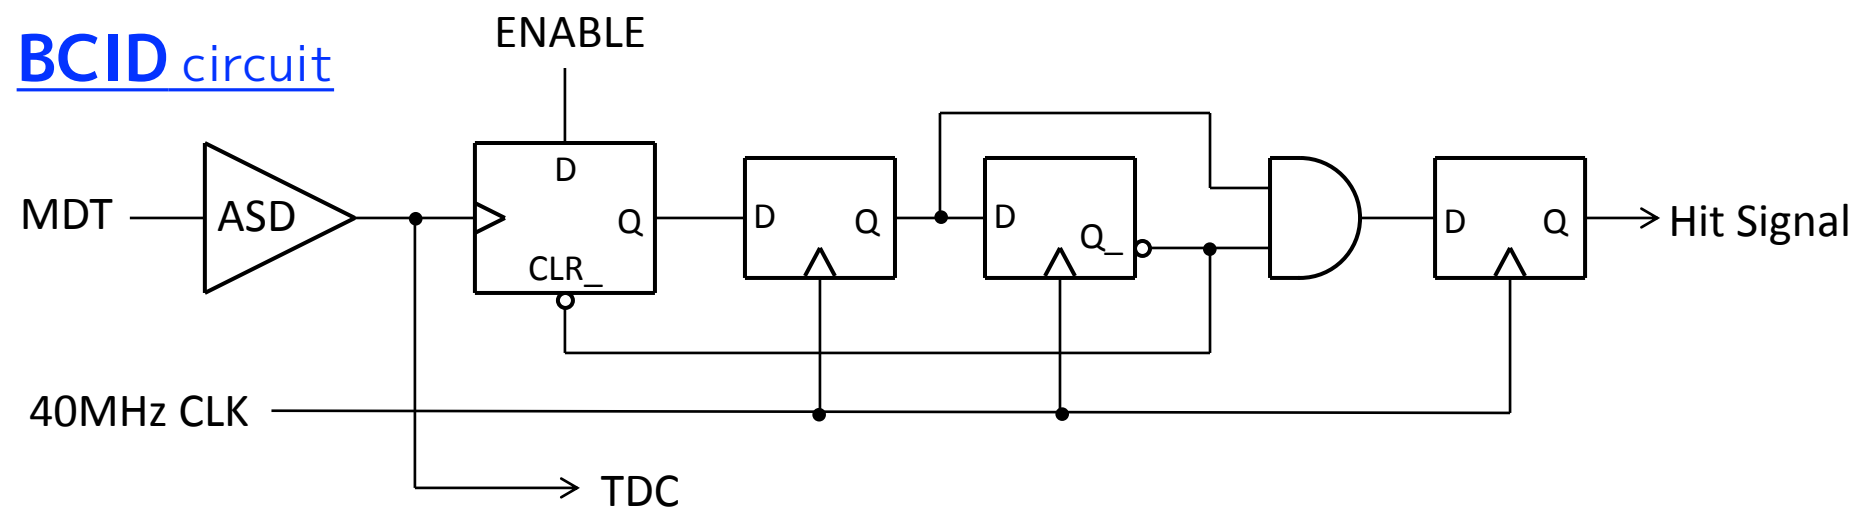 BCID circuit
ENABLE
MDT
ASD
D
Q
CLR_
D
Q
D
Q_
D
Q
Hit Signal
40MHz CLK
TDC